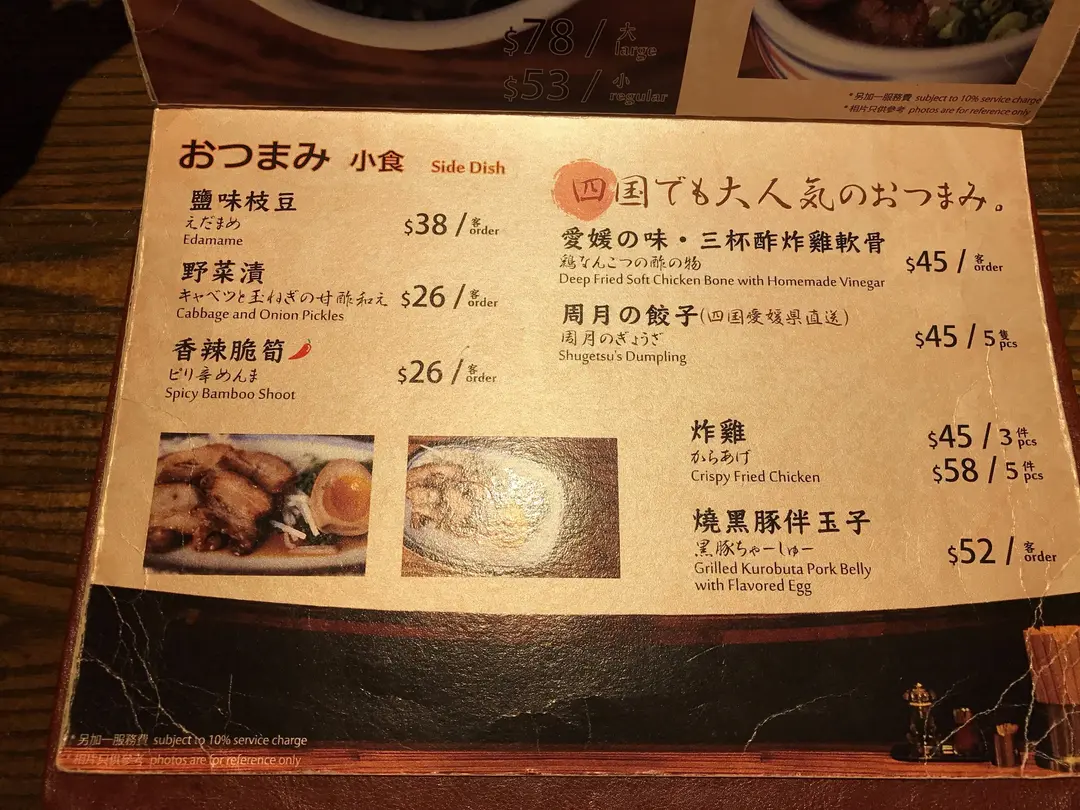 $78 / 大 large
$53 / 小 regular
*另加一服務費 subject to 10% service charge
*相片只供參考 photos are for reference only
おつまみ 小食 Side Dish
鹽味枝豆
えだまめ
Edamame
$38 / 客 order
野菜漬
キャベツと玉ねぎの甘酢和え
Cabbage and Onion Pickles
$26 / 客 order
香辣脆筍
ピリ辛めんま
Spicy Bamboo Shoot
$26 / 客 order
四国でも大人気のおつまみ。
愛媛の味・三杯酢炸雞軟骨
鶏なんこつの酢の物
Deep Fried Soft Chicken Bone with Homemade Vinegar
$45 / 客 order
周月の餃子(四国愛媛県直送)
周月のぎょうざ
Shugetsu's Dumpling
$45 / 5 隻 pcs
炸雞
からあげ
Crispy Fried Chicken
$45 / 3 件 pcs
$58 / 5 件 pcs
燒黑豚伴玉子
黒豚ちゃーしゅー
Grilled Kurobuta Pork Belly
with Flavored Egg
$52 / 客 order
*另加一服務費 subject to 10% service charge
*相片只供參考 photos are for reference only